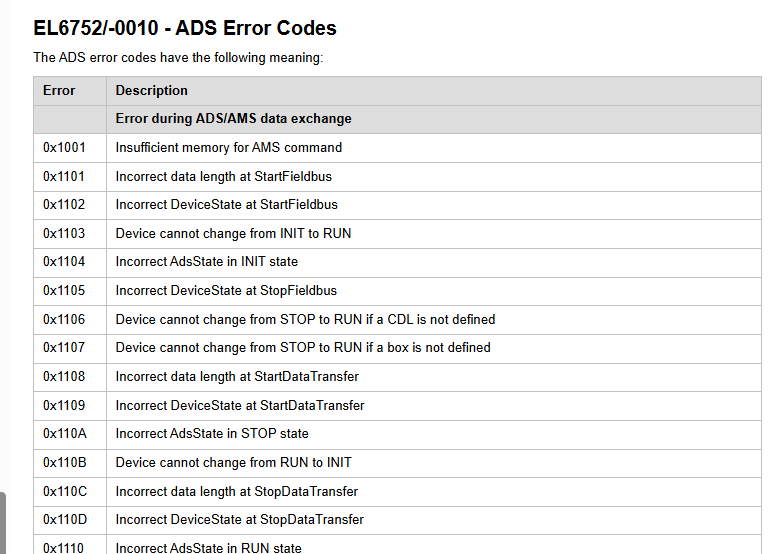 EL6752/-0010 - ADS Error Codes
The ADS error codes have the following meaning:
Error Description
Error during ADS/AMS data exchange
0x1001 Insufficient memory for AMS command
0x1101 Incorrect data length at StartFieldbus
0x1102 Incorrect DeviceState at StartFieldbus
0x1103 Device cannot change from INIT to RUN
0x1104 Incorrect AdsState in INIT state
0x1105 Incorrect DeviceState at StopFieldbus
0x1106 Device cannot change from STOP to RUN if a CDL is not defined
0x1107 Device cannot change from STOP to RUN if a box is not defined
0x1108 Incorrect data length at StartDataTransfer
0x1109 Incorrect DeviceState at StartDataTransfer
0x110A Incorrect AdsState in STOP state
0x110B Device cannot change from RUN to INIT
0x110C Incorrect data length at StopDataTransfer
0x110D Incorrect DeviceState at StopDataTransfer
0x1110 Incorrect AdsState in RUN state